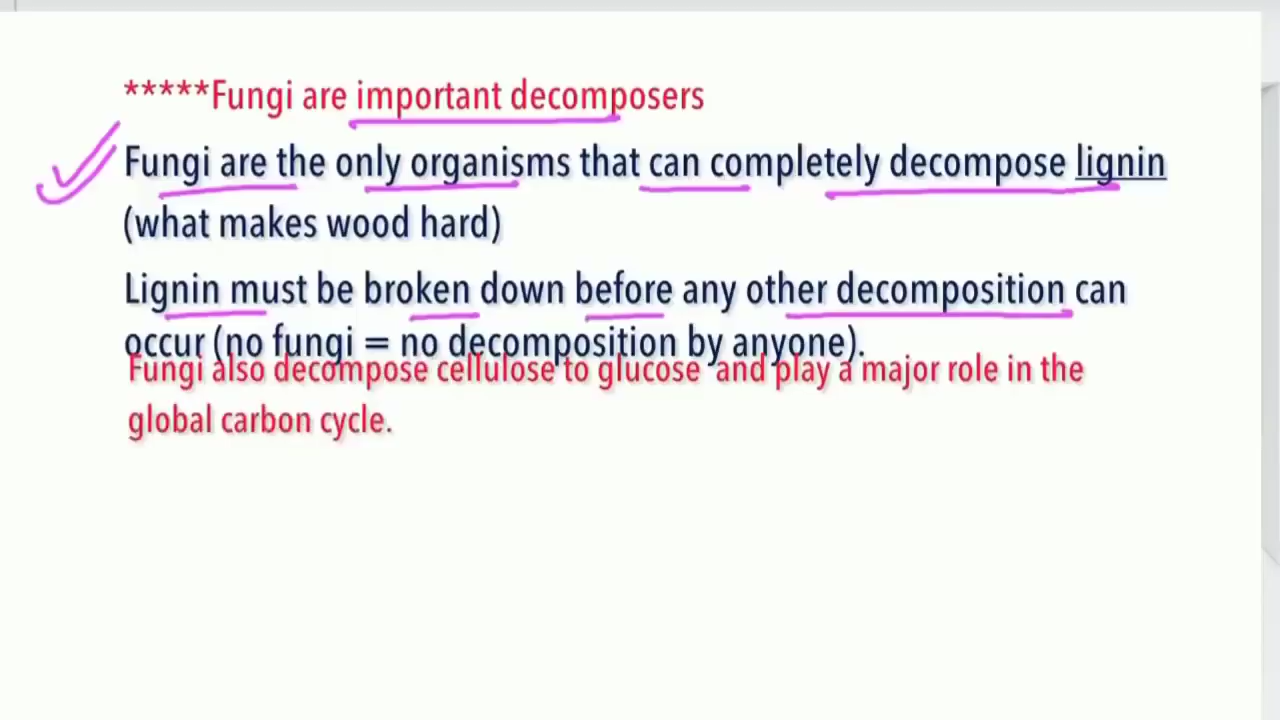 *****Fungi are important decomposers
Fungi are the only organisms that can completely decompose lignin
(what makes wood hard)
Lignin must be broken down before any other decomposition can
occur (no fungi = no decomposition by anyone).
Fungi also decompose cellulose to glucose and play a major role in the
global carbon cycle.